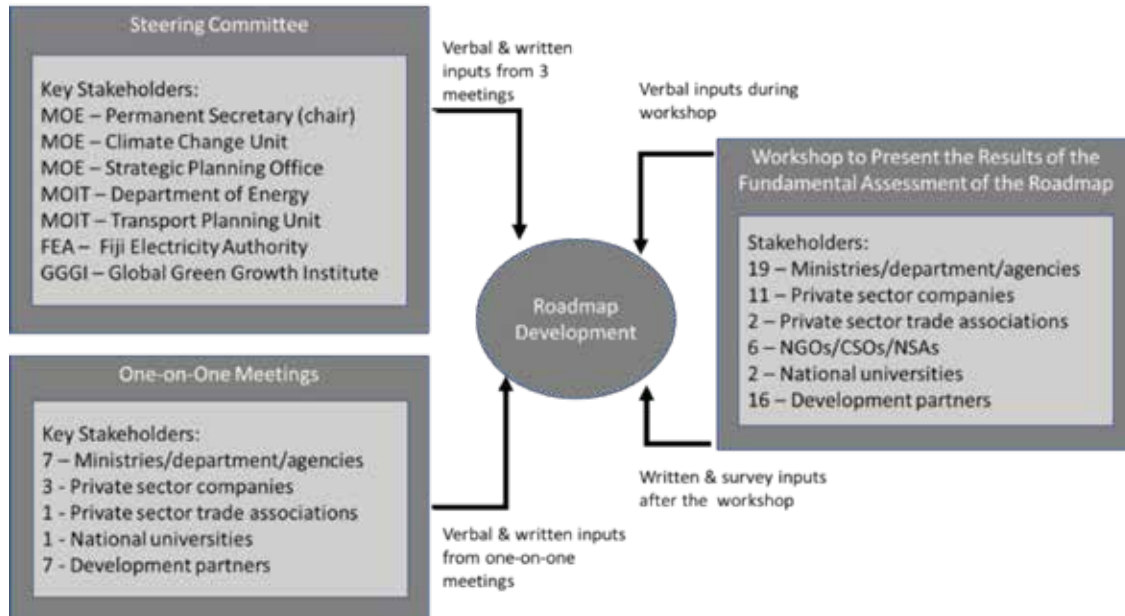 Steering Committee
Key Stakeholders:
MOE – Permanent Secretary (chair)
MOE – Climate Change Unit
MOE – Strategic Planning Office
MOIT – Department of Energy
MOIT – Transport Planning Unit
FEA – Fiji Electricity Authority
GGGI – Global Green Growth Institute
Verbal & written
inputs from 3
meetings
One-on-One Meetings
Key Stakeholders:
7 – Ministries/department/agencies
3 - Private sector companies
1 - Private sector trade associations
1 - National universities
7 - Development partners
Verbal & written inputs
from one-on-one
meetings
Roadmap
Development
Verbal inputs during
workshop
Workshop to Present the Results of the
Fundamental Assessment of the Roadmap
Stakeholders:
19 – Ministries/department/agencies
11 – Private sector companies
2 – Private sector trade associations
6 – NGOs/CSOs/NSAs
2 – National universities
16 – Development partners
Written & survey inputs
after the workshop